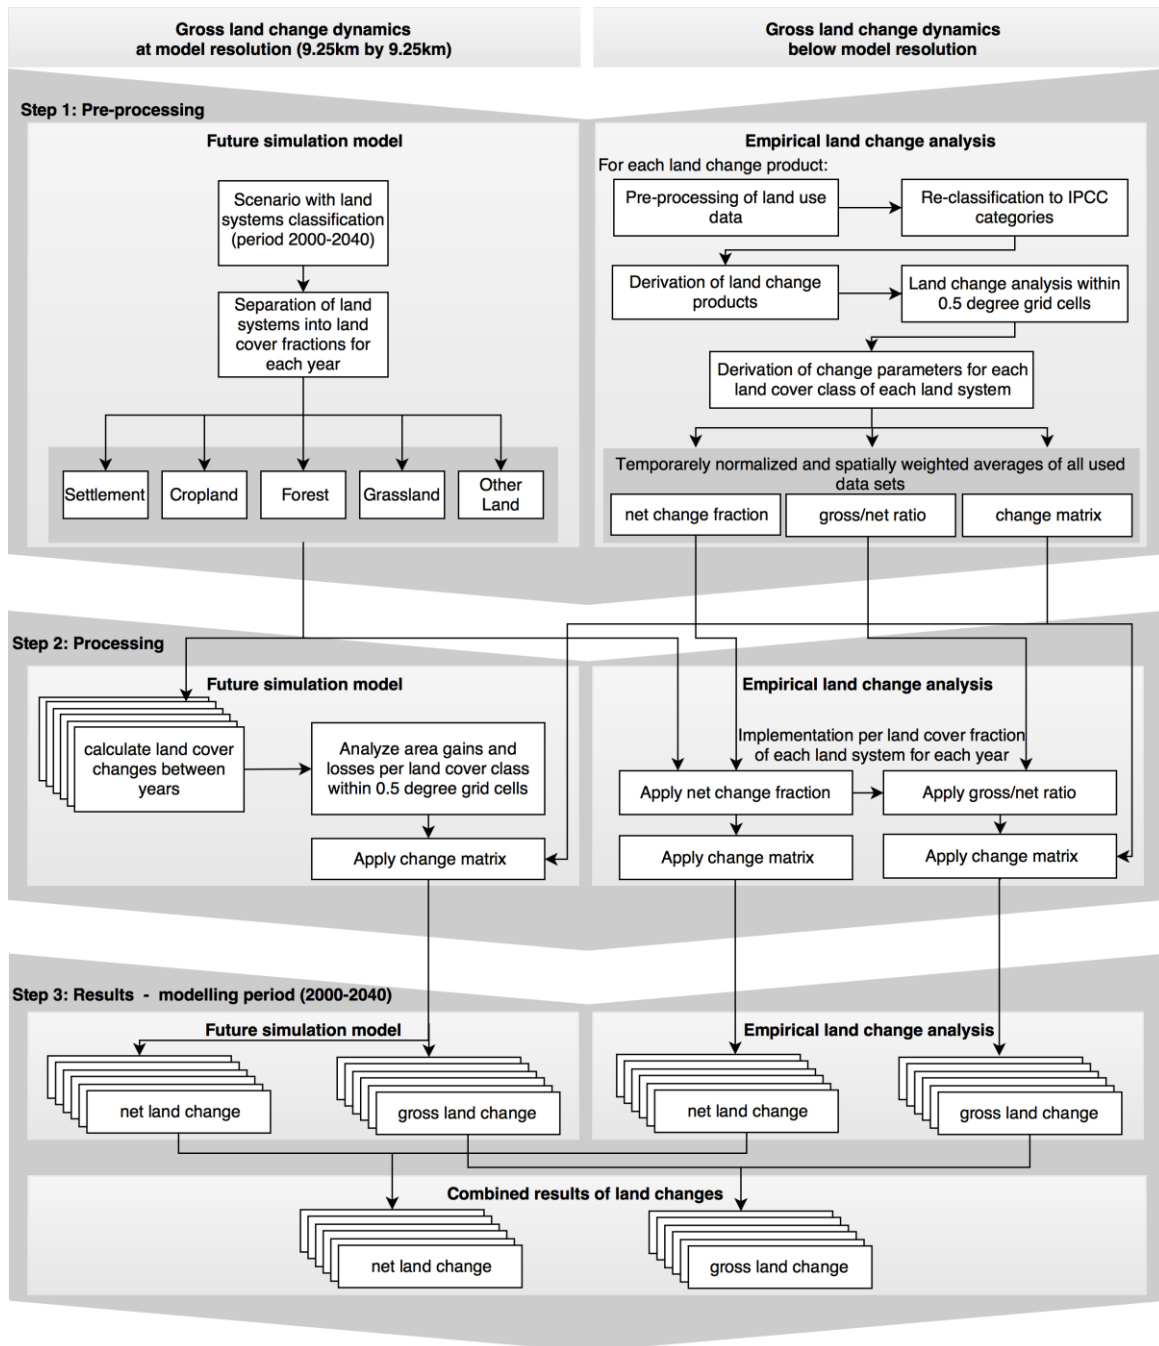 Gross land change dynamics
at model resolution (9.25km by 9.25km)
Gross land change dynamics
below model resolution
Step 1: Pre-processing
Future simulation model
Scenario with land
systems classification
(period 2000-2040)
Separation of land
systems into land
cover fractions for
each year
Settlement
Cropland
Forest
Grassland
Other
Land
Empirical land change analysis
For each land change product:
Pre-processing of land use
data
Re-classification to IPCC
categories
Derivation of land change
products
Land change analysis within
0.5 degree grid cells
Derivation of change parameters for each
land cover class of each land system
Temporarely normalized and spatially weighted averages of all used
data sets
net change fraction
gross/net ratio
change matrix
Step 2: Processing
Future simulation model
calculate land cover
changes between
years
Analyze area gains and
losses per land cover class
within 0.5 degree grid cells
Apply change matrix
Empirical land change analysis
Implementation per land cover fraction
of each land system for each year
Apply net change fraction
Apply gross/net ratio
Apply change matrix
Apply change matrix
Step 3: Results - modelling period (2000-2040)
Future simulation model
net land change
gross land change
Empirical land change analysis
net land change
gross land change
Combined results of land changes
net land change
gross land change